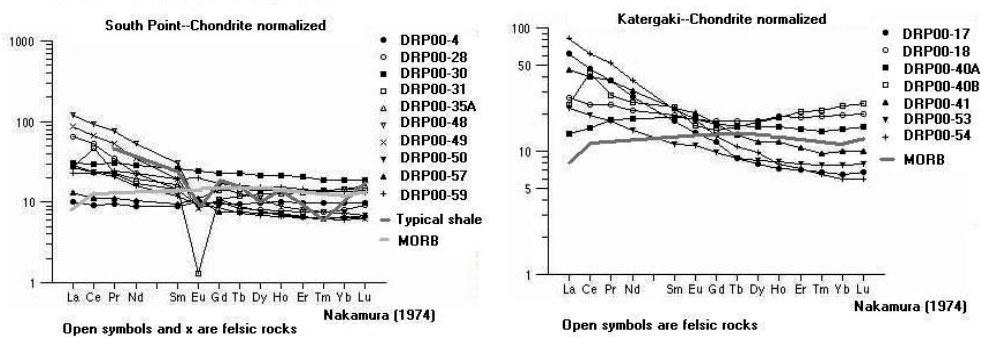 South Point--Chondrite normalized
1000
100
10
1
La Ce Pr Nd Sm Eu Gd Tb Dy Ho Er Tm Yb Lu
DRP00-4
DRP00-28
DRP00-30
DRP00-31
DRP00-35A
DRP00-48
DRP00-49
DRP00-50
DRP00-57
DRP00-59
Typical shale
MORB
Nakamura (1974)
Open symbols and x are felsic rocks
Katergaki--Chondrite normalized
100
50
10
5
1
La Ce Pr Nd Sm Eu Gd Tb Dy Ho Er Tm Yb Lu
DRP00-17
DRP00-18
DRP00-40A
DRP00-40B
DRP00-41
DRP00-53
DRP00-54
MORB
Nakamura (1974)
Open symbols are felsic rocks